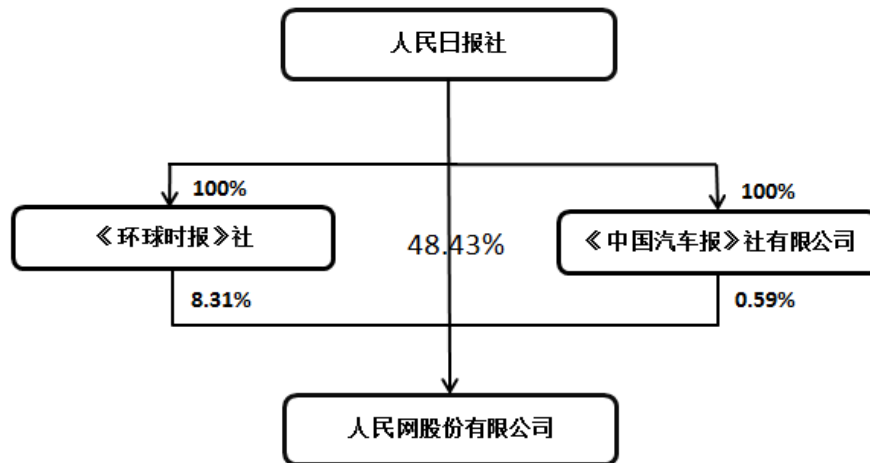 人民日报社
100%
100%
《环球时报》社
48.43%
《中国汽车报》社有限公司
8.31%
0.59%
人民网股份有限公司